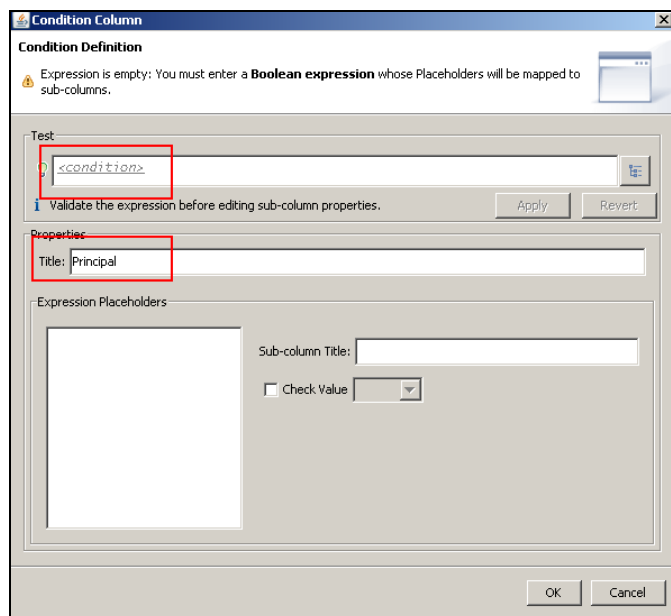 Condition Column
Condition Definition
Expression is empty: You must enter a Boolean expression whose Placeholders will be mapped to
sub-columns.
Test
<condition>
Validate the expression before editing sub-column properties.
Apply
Revert
Properties
Title: Principal
Expression Placeholders
Sub-column Title:
Check Value
OK
Cancel